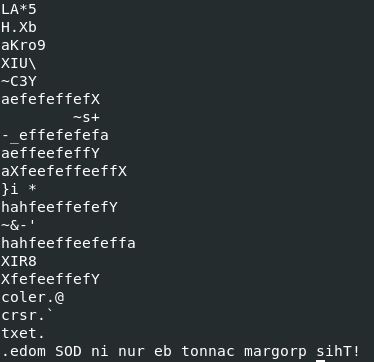 LA*5
H.Xb
aKro9
XIU\
~C3Y
aefefeffefX
~s+
-_effefefefa
aeffeefeffY
aXfeefeffeeffX
}i *
hahfeeffefefY
~&-'
hahfeeffeefeffa
XIR8
XfefeeffefY
coler.@
crsr.`
txet.
.edom SOD ni nur eb tonnac margorp sihT!